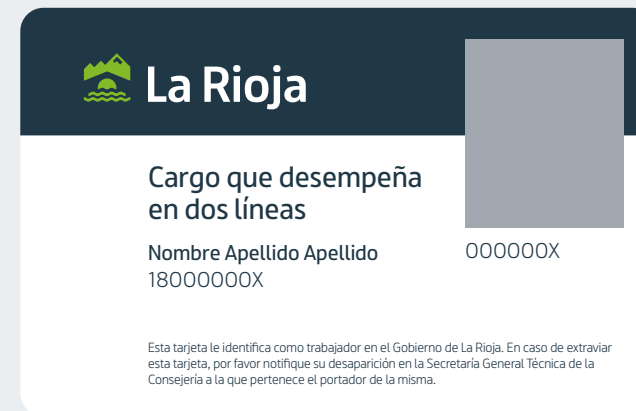 La Rioja
Cargo que desempeña
en dos líneas
Nombre Apellido Apellido
18000000X
000000X
Esta tarjeta le identifica como trabajador en el Gobierno de La Rioja. En caso de extraviar
esta tarjeta, por favor notifique su desaparición en la Secretaría General Técnica de la
Consejería a la que pertenece el portador de la misma.